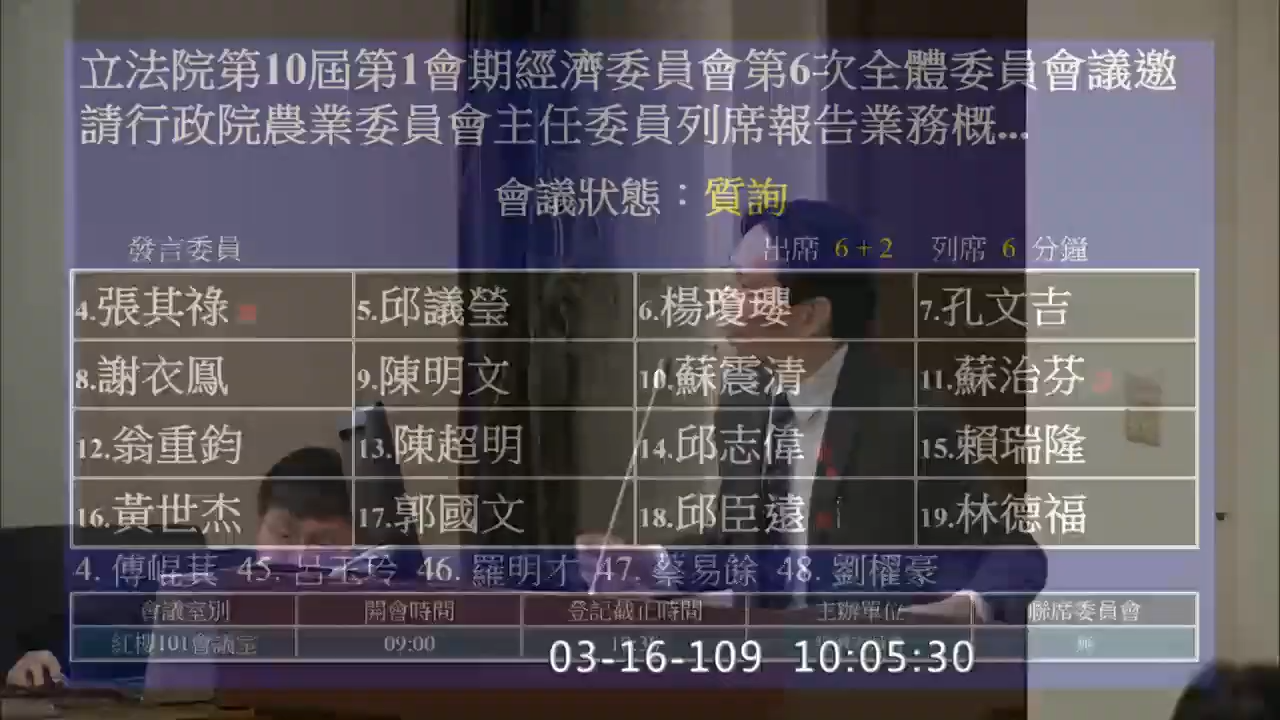 立法院第10屆第1會期經濟委員會第6次全體委員會議邀
請行政院農業委員會主任委員列席報告業務概...
會議狀態：質詢
發言委員 出席 6+2 列席 6 分鐘
4.張其祿 5.邱議瑩 6.楊瓊瓔 7.孔文吉
8.謝衣鳳 9.陳明文 10.蘇震清 11.蘇治芬
12.翁重鈞 13.陳超明 14.邱志偉 15.賴瑞隆
16.黃世杰 17.郭國文 18.邱臣遠 19.林德福
4. 傅崐萁 45. 呂玉玲 46. 羅明才 47. 蔡易餘 48. 劉櫂豪
會議室別 開會時間 登記截止時間 主辦單位 聯席委員會
紅樓101會議室 09:00
03-16-109 10:05:30